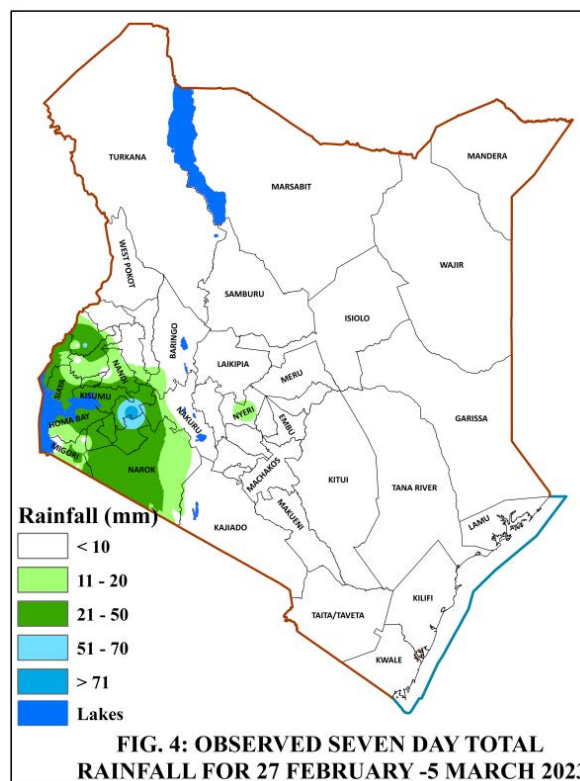 TURKANA
MANDERA
MARSABIT
WEST POKOT
WAJIR
SAMBURU
ISIOLO
BARINGO
LAIKIPIA
MERU
NANDI
SIAYA
KISUMU
NYERI
GARISSA
HOMA BAY
NAKURU
EMBU
MIGORI
NAROK
MACHAKOS
KITUI
TANA RIVER
MAKUENI
KAJIADO
LAMU
KILIFI
TAITA/TAVETA
KWALE
Rainfall (mm)
< 10
11 - 20
21 - 50
51 - 70
> 71
Lakes
FIG. 4: OBSERVED SEVEN DAY TOTAL
RAINFALL FOR 27 FEBRUARY -5 MARCH